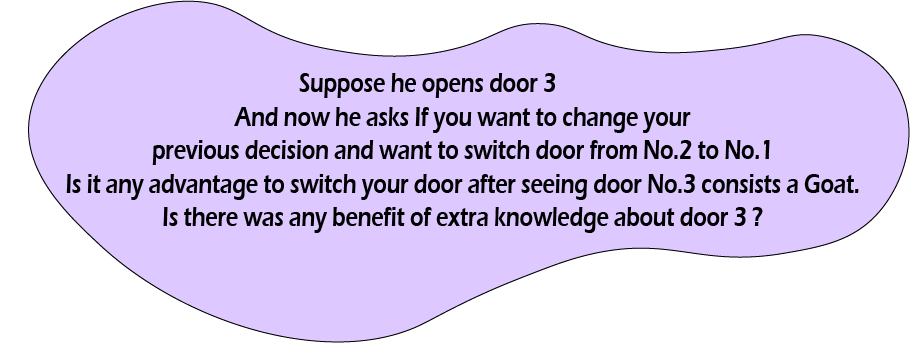 Suppose he opens door 3
And now he asks If you want to change your
previous decision and want to switch door from No.2 to No.1
Is it any advantage to switch your door after seeing door No.3 consists a Goat.
Is there was any benefit of extra knowledge about door 3 ?